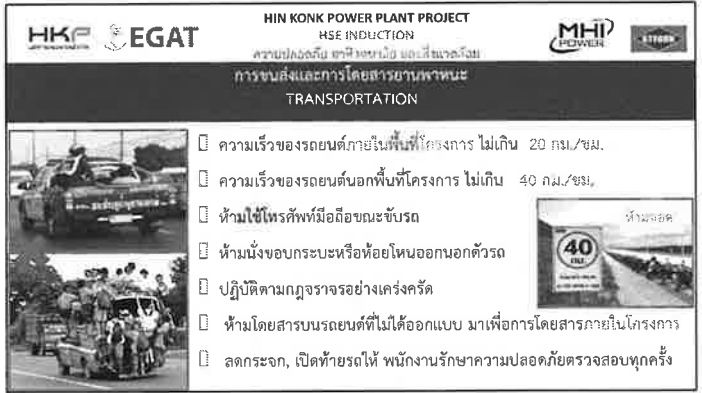 HKP
EGAT
HIN KONK POWER PLANT PROJECT
HSE INDUCTION
ความปลอดภัย อาชีวอนามัย และสิ่งแวดล้อม
MHI
POWER
การขนส่งและการโดยสารยานพาหนะ
TRANSPORTATION
ความเร็วของรถยนต์ภายในพื้นที่โครงการ ไม่เกิน 20 กม./ชม.
ความเร็วของรถยนต์นอกพื้นที่โครงการ ไม่เกิน 40 กม./ชม.
ห้ามใช้โทรศัพท์มือถือขณะขับรถ
ห้ามจอด
ห้ามนั่งขอบกระบะหรือห้อยโหนออกนอกตัวรถ
40
ปฏิบัติตามกฎจราจรอย่างเคร่งครัด
ห้ามโดยสารบนรถยนต์ที่ไม่ได้ออกแบบ มาเพื่อการโดยสารภายในโครงการ
ลดกระจก, เปิดท้ายรถให้ พนักงานรักษาความปลอดภัยตรวจสอบทุกครั้ง